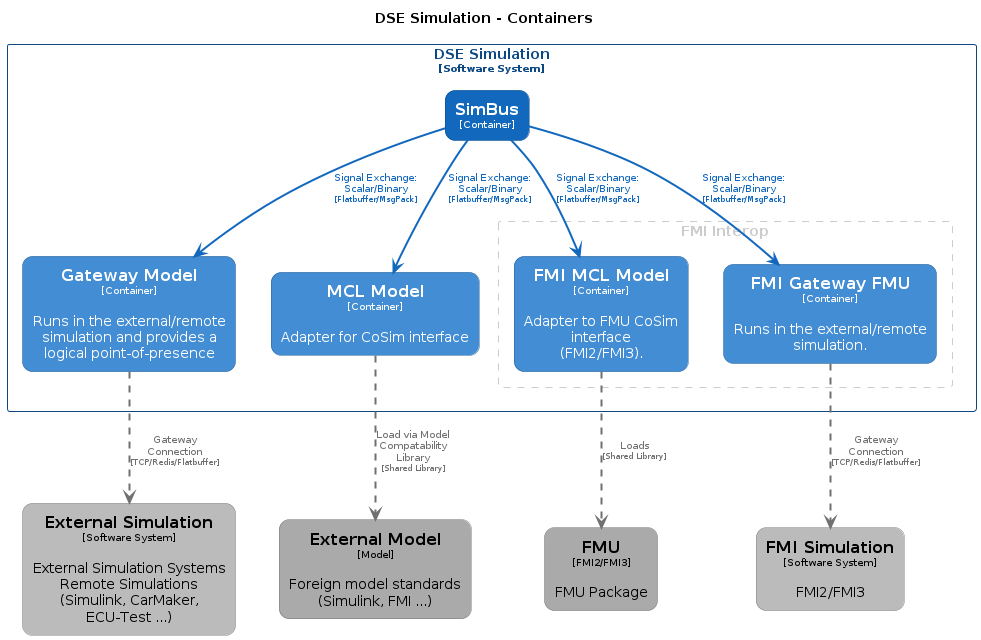 DSE Simulation - Containers
DSE Simulation
[Software System]
SimBus
[Container]
Signal Exchange:
Scalar/Binary
[Flatbuffer/MsgPack]
Signal Exchange:
Scalar/Binary
[Flatbuffer/MsgPack]
Signal Exchange:
Scalar/Binary
[Flatbuffer/MsgPack]
Signal Exchange:
Scalar/Binary
[Flatbuffer/MsgPack]
FMI Interop
Gateway Model
[Container]
Runs in the external/remote
simulation and provides a
logical point-of-presence
MCL Model
[Container]
Adapter for CoSim interface
FMI MCL Model
[Container]
Adapter to FMU CoSim
interface
(FMI2/FMI3).
FMI Gateway FMU
[Container]
Runs in the external/remote
simulation.
Gateway
Connection
[TCP/Redis/Flatbuffer]
Load via Model
Compatability
Library
[Shared Library]
Loads
[Shared Library]
Gateway
Connection
[TCP/Redis/Flatbuffer]
External Simulation
[Software System]
External Simulation Systems
Remote Simulations
(Simulink, CarMaker,
ECU-Test ...)
External Model
[Model]
Foreign model standards
(Simulink, FMI ...)
FMU
[FMI2/FMI3]
FMU Package
FMI Simulation
[Software System]
FMI2/FMI3